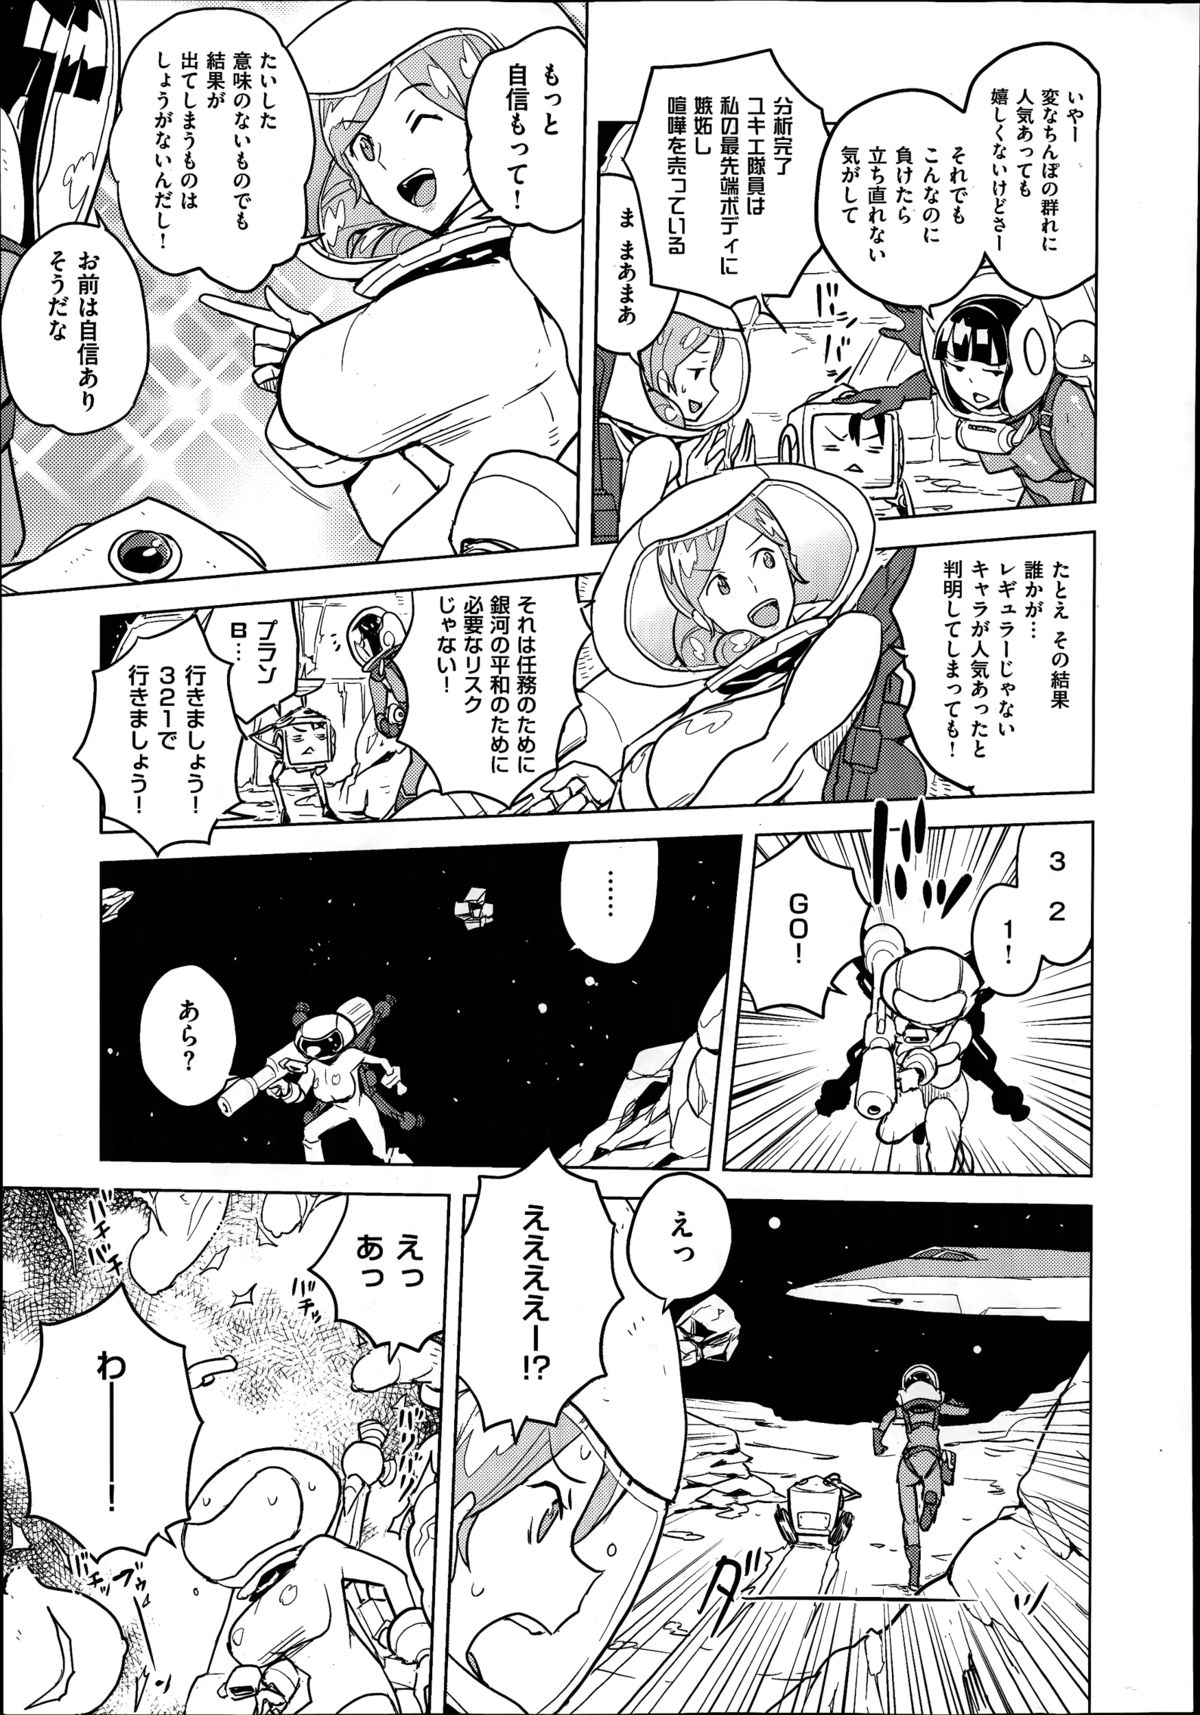 いやー
変なちんぽの群れに
人気あっても
嬉しくないけどさー
それでも
こんなのに
負けたら
立ち直れない
気がして
分析完了
ユキエ隊員は
私の最先端ボディに
嫉妬し
喧嘩を売っている
ま まあまあ
もっと
自信もって!
たいした
意味のないものでも
結果が
出てしまうものは
しょうがないんだし!
お前は自信あり
そうだな
たとえ その結果
誰かが…
レギュラーじゃない
キャラが人気あったと
判明してしまっても!
それは任務のために
銀河の平和のために
必要なリスク
じゃない!
プラン
B…
行きましょう!
321で
行きましょう!
3 2
1!
GO!
ドドッ
……
あら?
えっ
ええええー!?
ダ
えっ
あっ
バチバチ
わーー!